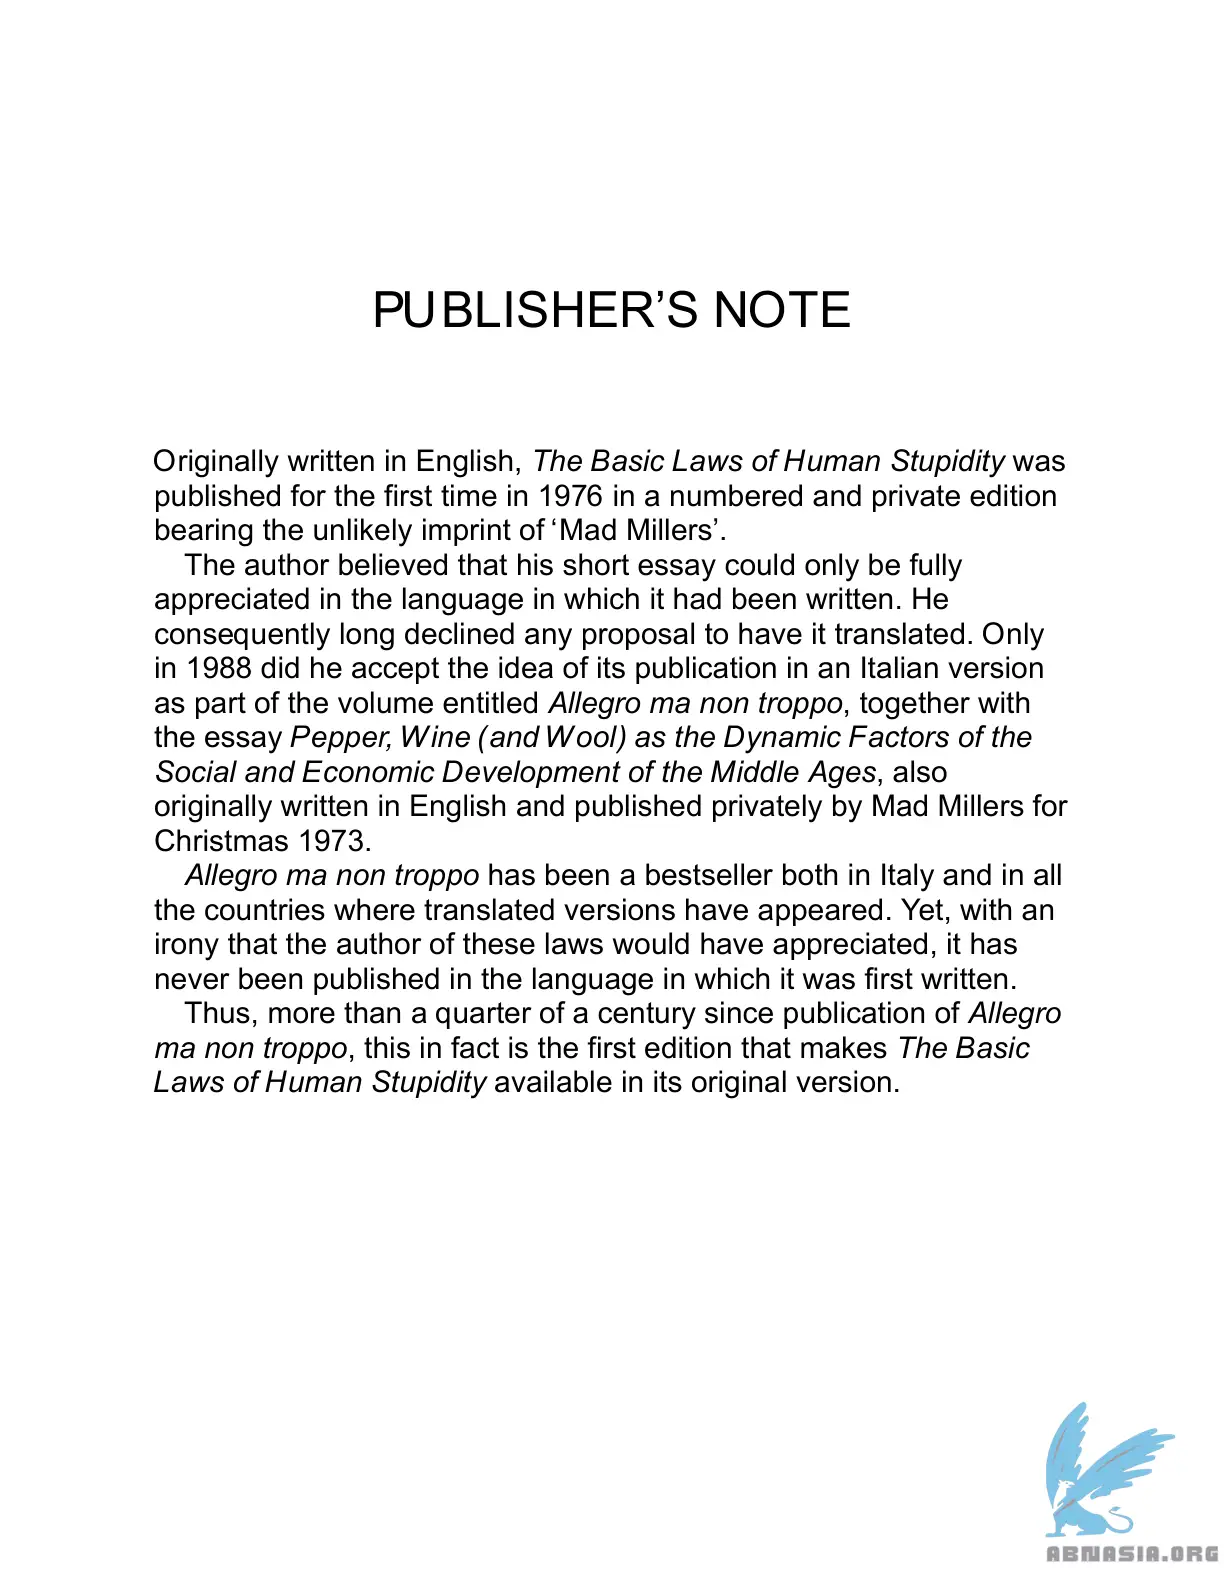 PUBLISHER’S NOTE
Originally written in English, The Basic Laws of Human Stupidity was
published for the first time in 1976 in a numbered and private edition
bearing the unlikely imprint of ‘Mad Millers’.
The author believed that his short essay could only be fully
appreciated in the language in which it had been written. He
consequently long declined any proposal to have it translated. Only
in 1988 did he accept the idea of its publication in an Italian version
as part of the volume entitled Allegro ma non troppo, together with
the essay Pepper, Wine (and Wool) as the Dynamic Factors of the
Social and Economic Development of the Middle Ages, also
originally written in English and published privately by Mad Millers for
Christmas 1973.
Allegro ma non troppo has been a bestseller both in Italy and in all
the countries where translated versions have appeared. Yet, with an
irony that the author of these laws would have appreciated, it has
never been published in the language in which it was first written.
Thus, more than a quarter of a century since publication of Allegro
ma non troppo, this in fact is the first edition that makes The Basic
Laws of Human Stupidity available in its original version.
ABNASIA.ORG